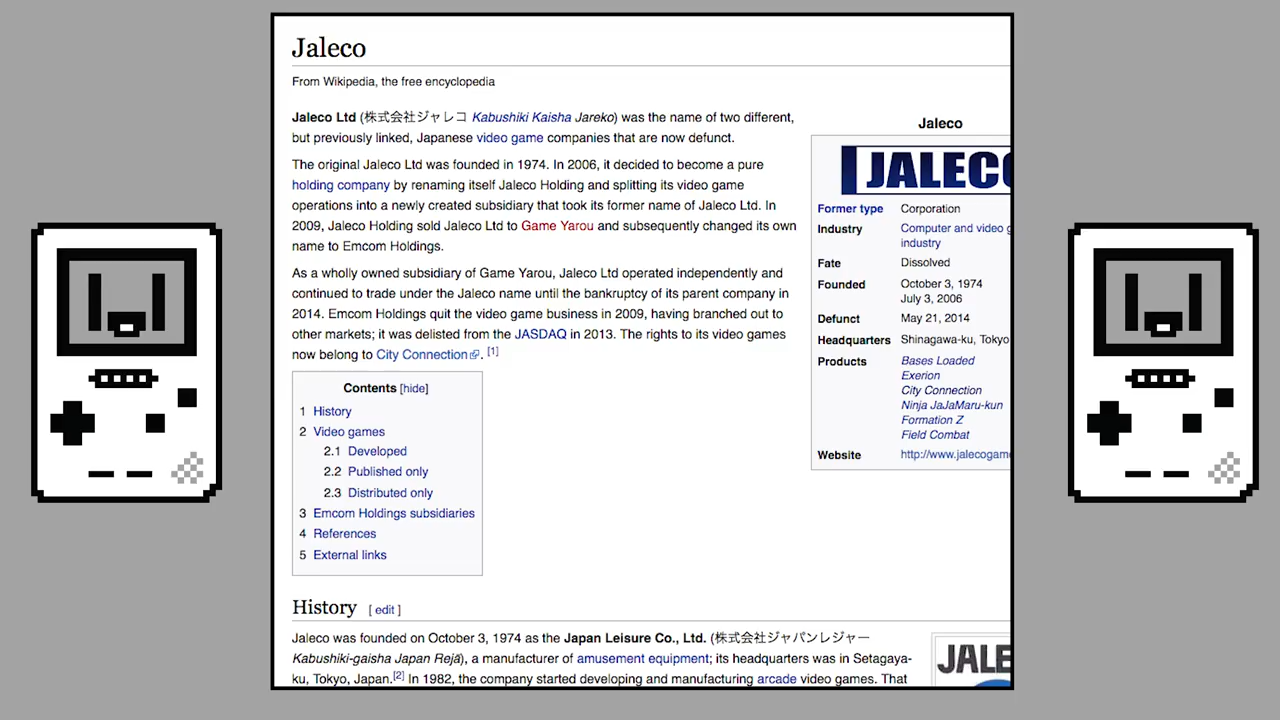 Jaleco
From Wikipedia, the free encyclopedia
Jaleco Ltd (株式会社ジャレコ Kabushiki Kaisha Jareko) was the name of two different,
but previously linked, Japanese video game companies that are now defunct.
The original Jaleco Ltd was founded in 1974. In 2006, it decided to become a pure
holding company by renaming itself Jaleco Holding and splitting its video game
operations into a newly created subsidiary that took its former name of Jaleco Ltd. In
2009, Jaleco Holding sold Jaleco Ltd to Game Yarou and subsequently changed its own
name to Emcom Holdings.
As a wholly owned subsidiary of Game Yarou, Jaleco Ltd operated independently and
continued to trade under the Jaleco name until the bankruptcy of its parent company in
2014. Emcom Holdings quit the video game business in 2009, having branched out to
other markets; it was delisted from the JASDAQ in 2013. The rights to its video games
now belong to City Connection. [1]
Jaleco
JALECO
Former type Corporation
Industry Computer and video g
industry
Fate Dissolved
Founded October 3, 1974
July 3, 2006
Defunct May 21, 2014
Headquarters Shinagawa-ku, Tokyo
Products Bases Loaded
Exerion
City Connection
Ninja JaJaMaru-kun
Formation Z
Field Combat
Website http://www.jalecogam
Contents [hide]
1 History
2 Video games
2.1 Developed
2.2 Published only
2.3 Distributed only
3 Emcom Holdings subsidiaries
4 References
5 External links
History [ edit ]
Jaleco was founded on October 3, 1974 as the Japan Leisure Co., Ltd. (株式会社ジャパンレジャー
Kabushiki-gaisha Japan Rejā), a manufacturer of amusement equipment; its headquarters was in Setagaya-
ku, Tokyo, Japan.[2] In 1982, the company started developing and manufacturing arcade video games. That
JALE